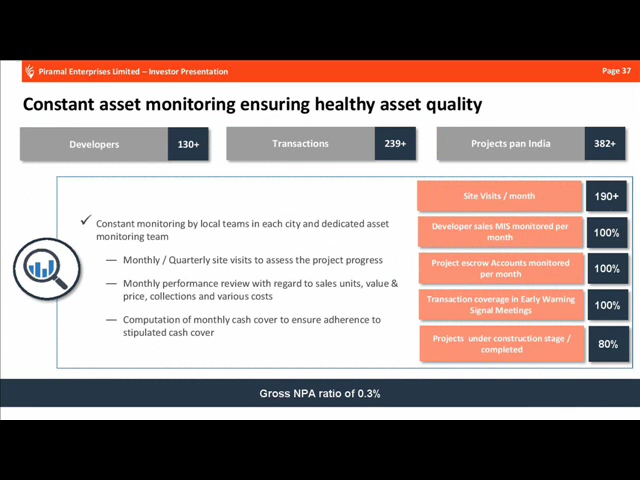 Piramal Enterprises Limited – Investor Presentation
Page 37
Constant asset monitoring ensuring healthy asset quality
Developers
130+
Transactions
239+
Projects pan India
382+
✓ Constant monitoring by local teams in each city and dedicated asset
monitoring team
— Monthly / Quarterly site visits to assess the project progress
— Monthly performance review with regard to sales units, value &
price, collections and various costs
— Computation of monthly cash cover to ensure adherence to
stipulated cash cover
Site Visits / month
190+
Developer sales MIS monitored per
month
100%
Project escrow Accounts monitored
per month
100%
Transaction coverage in Early Warning
Signal Meetings
100%
Projects under construction stage /
completed
80%
Gross NPA ratio of 0.3%